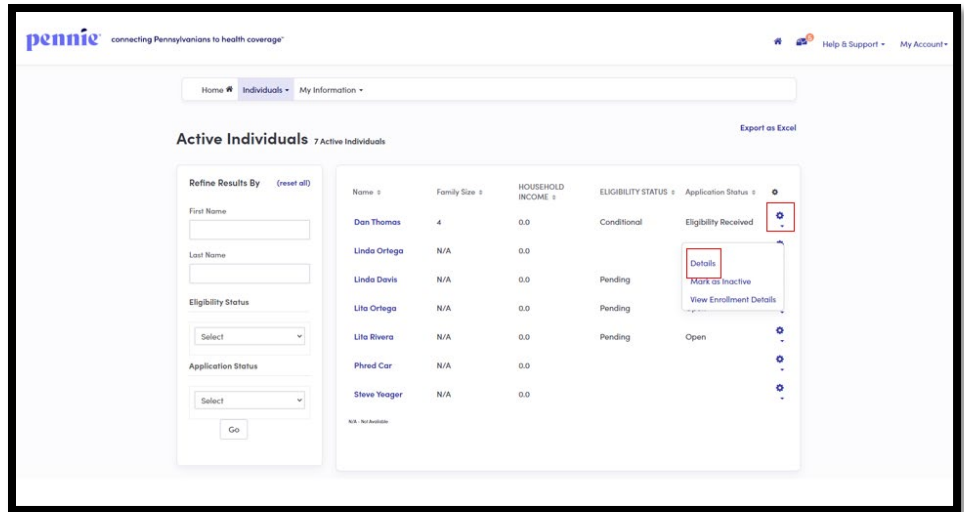 pennie connecting Pennsylvanians to health coverage
Help & Support My Account
Home Individuals My Information
Export as Excel
Active Individuals 7 Active Individuals
Refine Results By (reset all)
First Name
Last Name
Eligibility Status
Select
Application Status
Select
Go
Name Family Size HOUSEHOLD INCOME ELIGIBILITY STATUS Application Status
Dan Thomas 4 0.0 Conditional Eligibility Received
Linda Ortega N/A 0.0
Linda Davis N/A 0.0 Pending
Lita Ortega N/A 0.0 Pending
Lita Rivera N/A 0.0 Pending Open
Phred Car N/A 0.0
Steve Yeager N/A 0.0
N/A - Not Available
Details
Mark as Inactive
View Enrollment Details